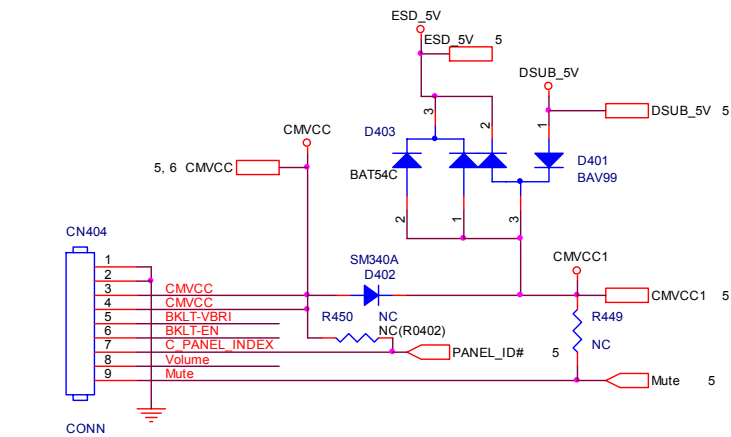 ESD_5V
ESD_5V 5
DSUB_5V
DSUB_5V 5
CMVCC
D403
3
2
1
5, 6 CMVCC
BAT54C
D401
BAV99
2
1
3
CN404
SM340A
D402
CMVCC1
1
2
3 CMVCC
4 CMVCC
5 BKLT-VBRI
6 BKLT-EN
7 C_PANEL_INDEX
8 Volume
9 Mute
CMVCC1 5
R450
NC
NC(R0402)
R449
NC
PANEL_ID# 5
Mute 5
CONN